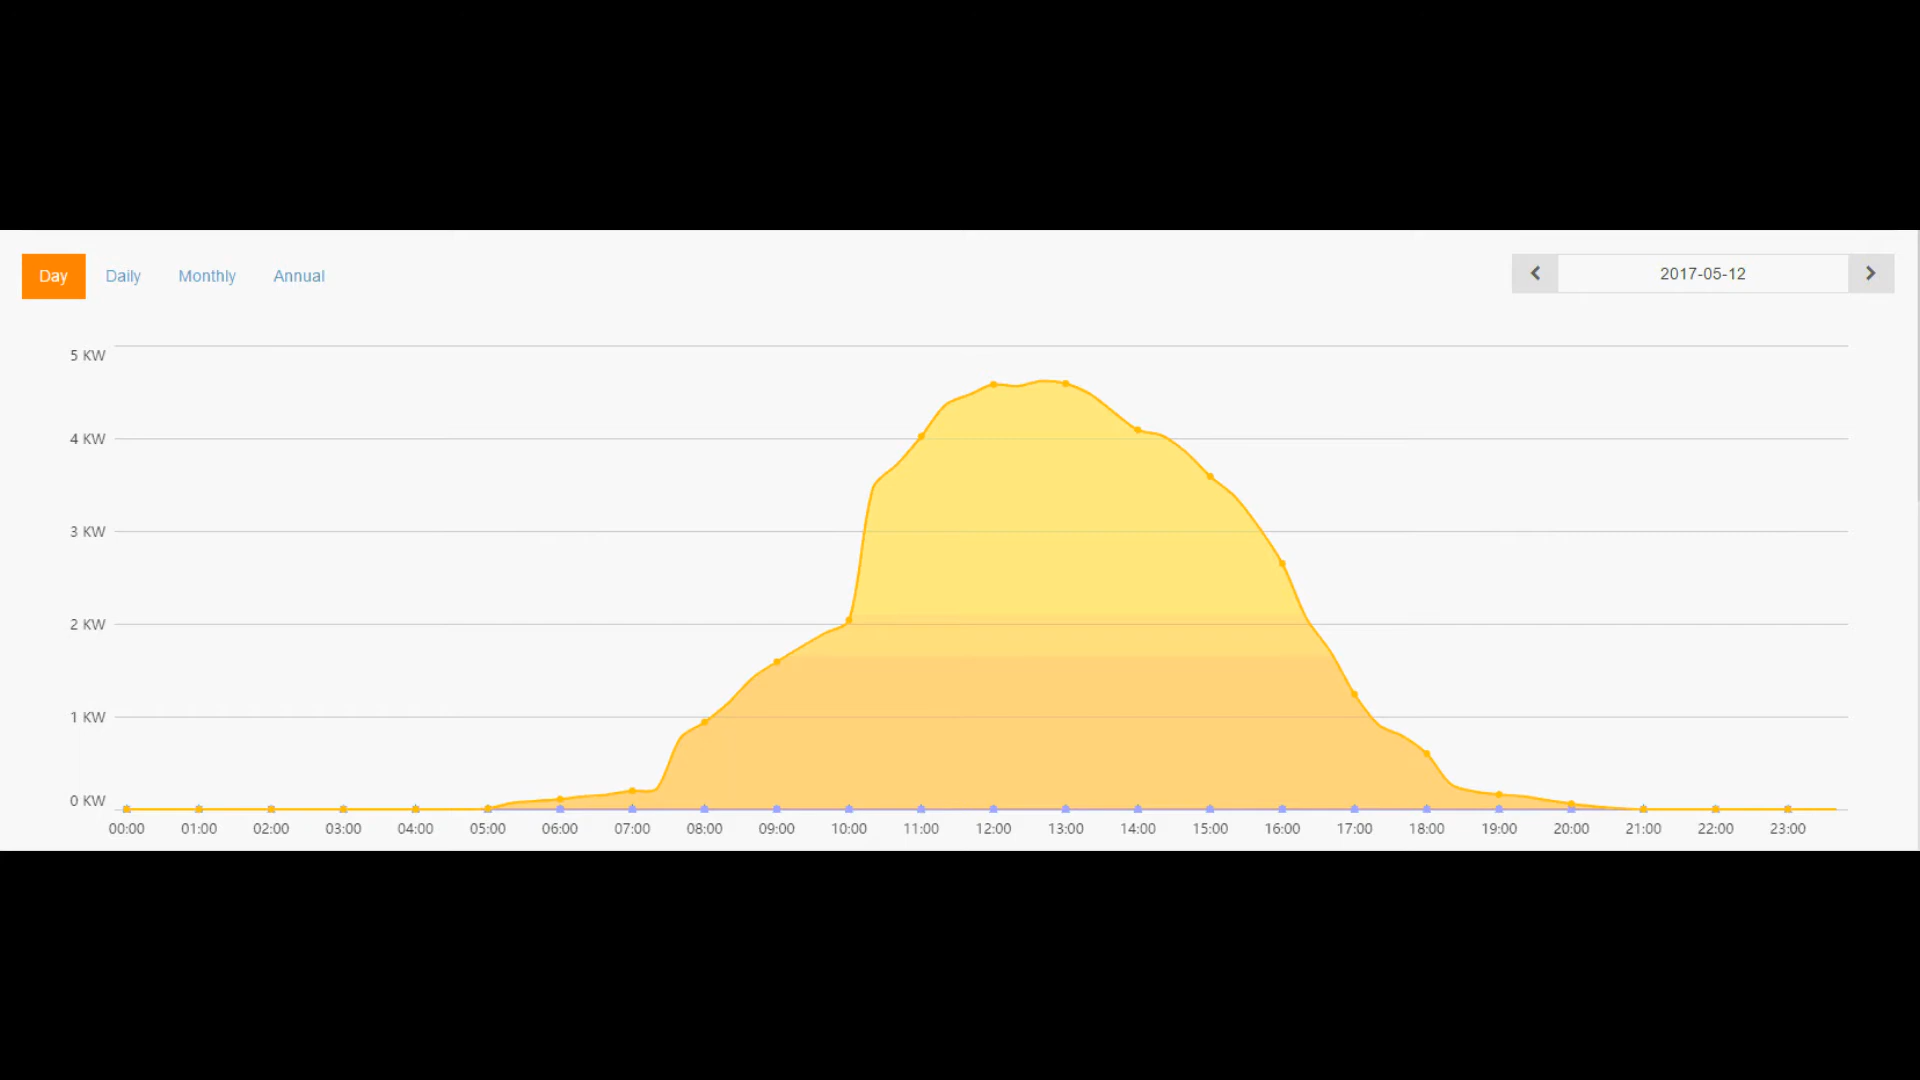 Day Daily Monthly Annual 2017-05-12
5 KW
4 KW
3 KW
2 KW
1 KW
0 KW
00:00 01:00 02:00 03:00 04:00 05:00 06:00 07:00 08:00 09:00 10:00 11:00 12:00 13:00 14:00 15:00 16:00 17:00 18:00 19:00 20:00 21:00 22:00 23:00